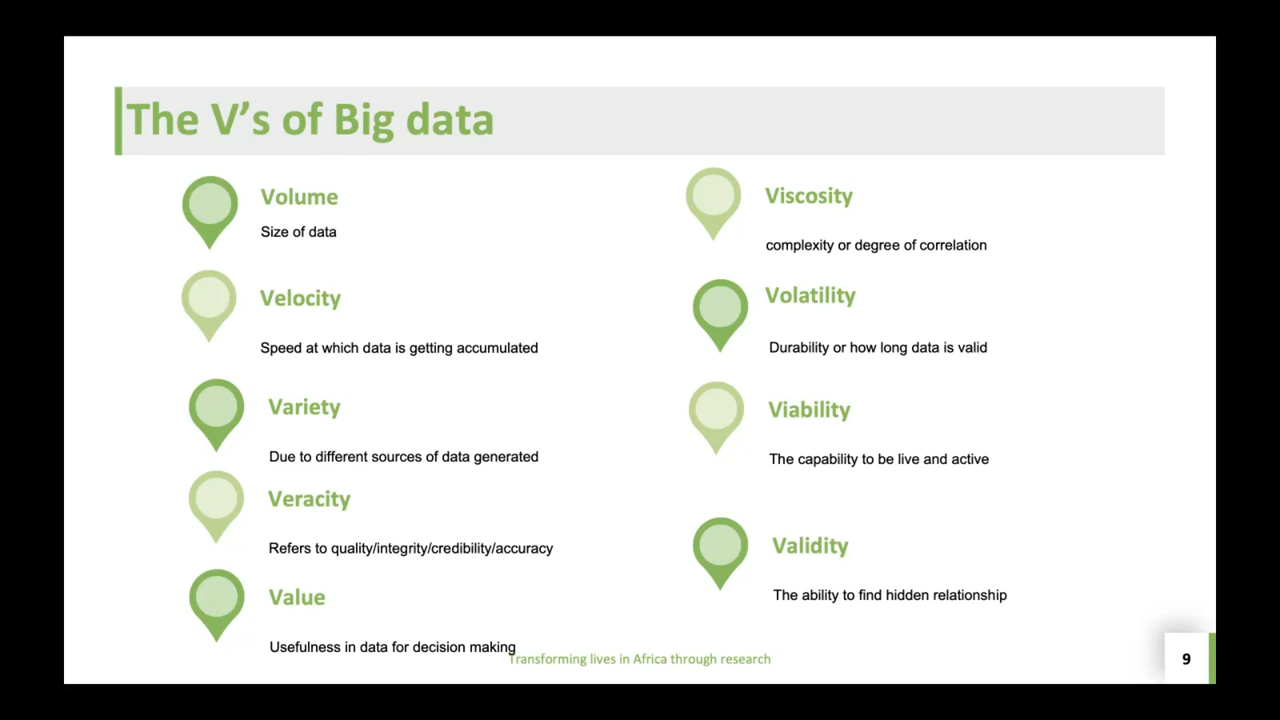 The V’s of Big data
Volume
Size of data
Velocity
Speed at which data is getting accumulated
Variety
Due to different sources of data generated
Veracity
Refers to quality/integrity/credibility/accuracy
Value
Usefulness in data for decision making
Viscosity
complexity or degree of correlation
Volatility
Durability or how long data is valid
Viability
The capability to be live and active
Validity
The ability to find hidden relationship
Transforming lives in Africa through research
9